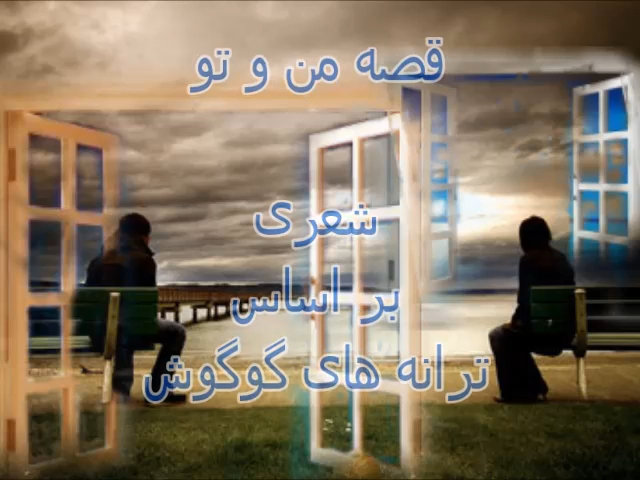 قصه من و تو
شعری
بر اساس
ترانه های گوگوش